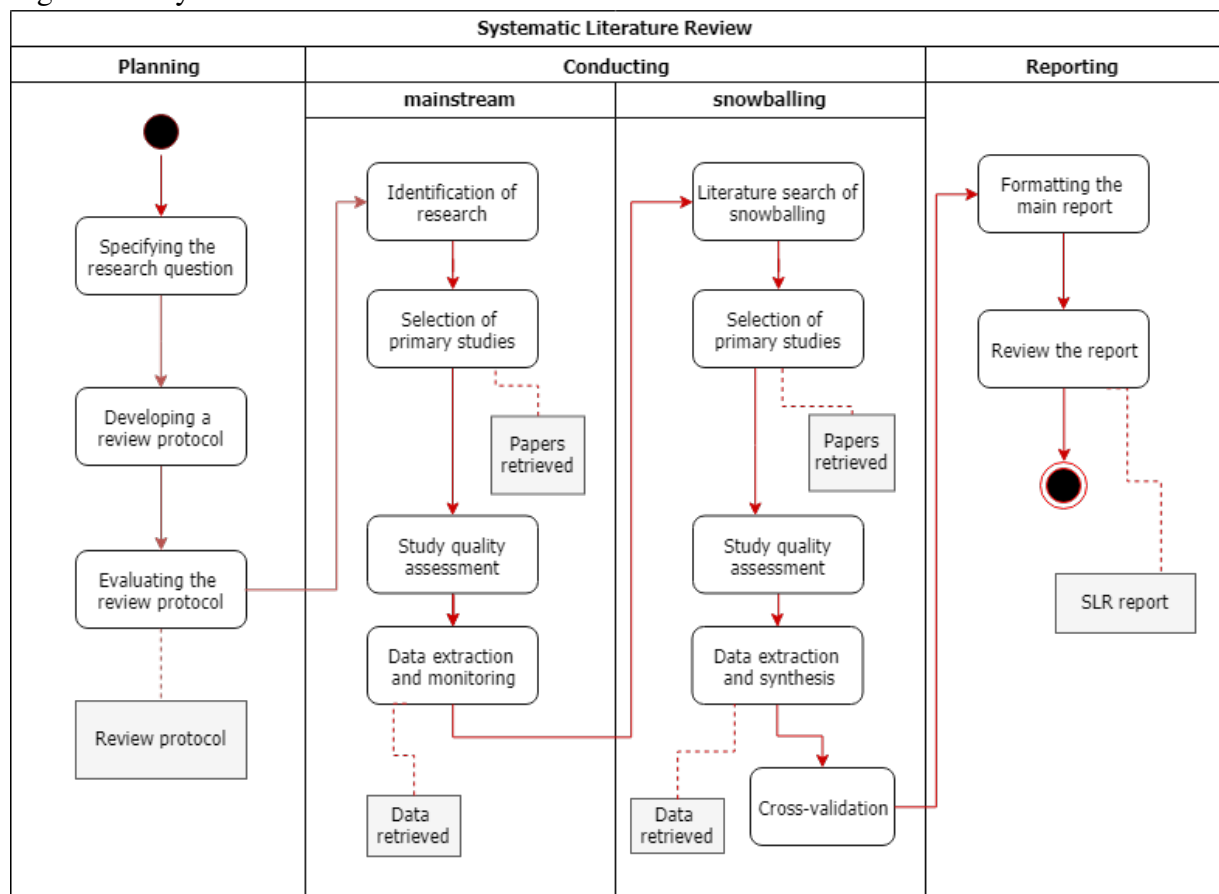 Systematic Literature Review
Planning
Conducting
Reporting
mainstream
snowballing
Specifying the
research question
Developing a
review protocol
Evaluating the
review protocol
Review protocol
Identification of
research
Selection of
primary studies
Papers
retrieved
Study quality
assessment
Data extraction
and monitoring
Data
retrieved
Literature search of
snowballing
Selection of
primary studies
Papers
retrieved
Study quality
assessment
Data extraction
and synthesis
Data
retrieved
Cross-validation
Formatting the
main report
Review the report
SLR report